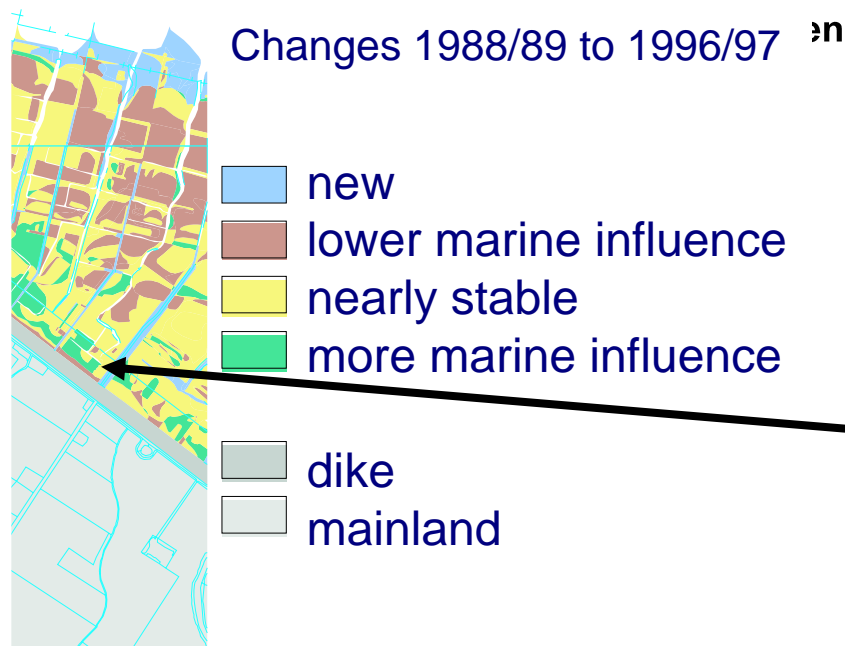 Changes 1988/89 to 1996/97
new
lower marine influence
nearly stable
more marine influence
dike
mainland